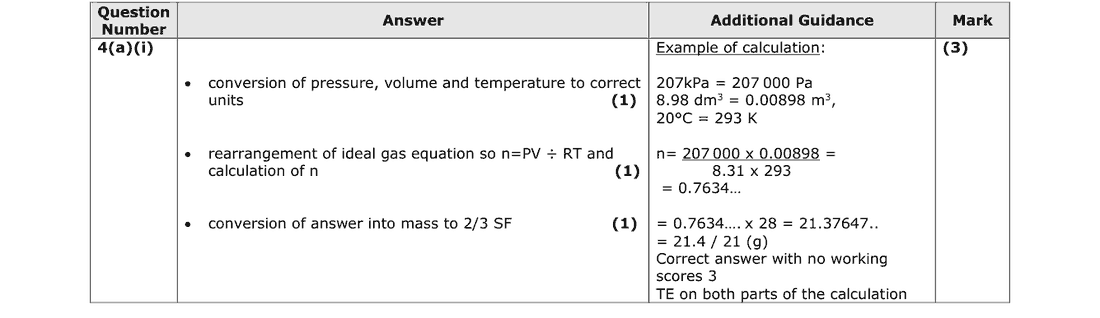 Question Number
Answer
Additional Guidance
Mark
4(a)(i)
• conversion of pressure, volume and temperature to correct
units (1)
• rearrangement of ideal gas equation so n=PV ÷ RT and
calculation of n (1)
• conversion of answer into mass to 2/3 SF (1)
Example of calculation:
207kPa = 207 000 Pa
8.98 dm³ = 0.00898 m³,
20°C = 293 K
n= 207 000 x 0.00898 =
8.31 x 293
= 0.7634...
= 0.7634.... x 28 = 21.37647..
= 21.4 / 21 (g)
Correct answer with no working
scores 3
TE on both parts of the calculation
(3)